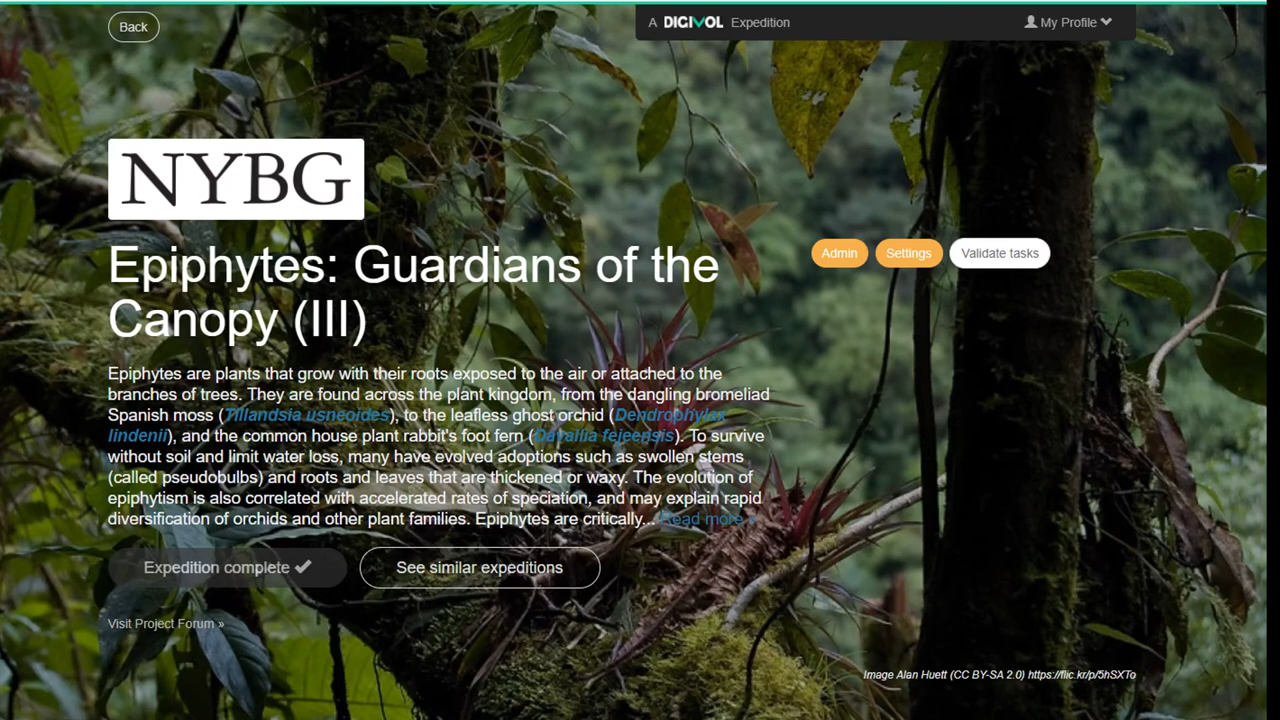 Back
A DIGIVOL Expedition
My Profile
NYBG
Epiphytes: Guardians of the
Canopy (III)
Admin
Settings
Validate tasks
Epiphytes are plants that grow with their roots exposed to the air or attached to the
branches of trees. They are found across the plant kingdom, from the dangling bromeliad
Spanish moss (Tillandsia usneoides), to the leafless ghost orchid (Dendrophylax
lindenii), and the common house plant rabbit's foot fern (Davallia fejeensis). To survive
without soil and limit water loss, many have evolved adoptions such as swollen stems
(called pseudobulbs) and roots and leaves that are thickened or waxy. The evolution of
epiphytism is also correlated with accelerated rates of speciation, and may explain rapid
diversification of orchids and other plant families. Epiphytes are critically... Read more »
Expedition complete
See similar expeditions
Visit Project Forum »
Image Alan Huett (CC BY-SA 2.0) https://flic.kr/p/5hSXTo